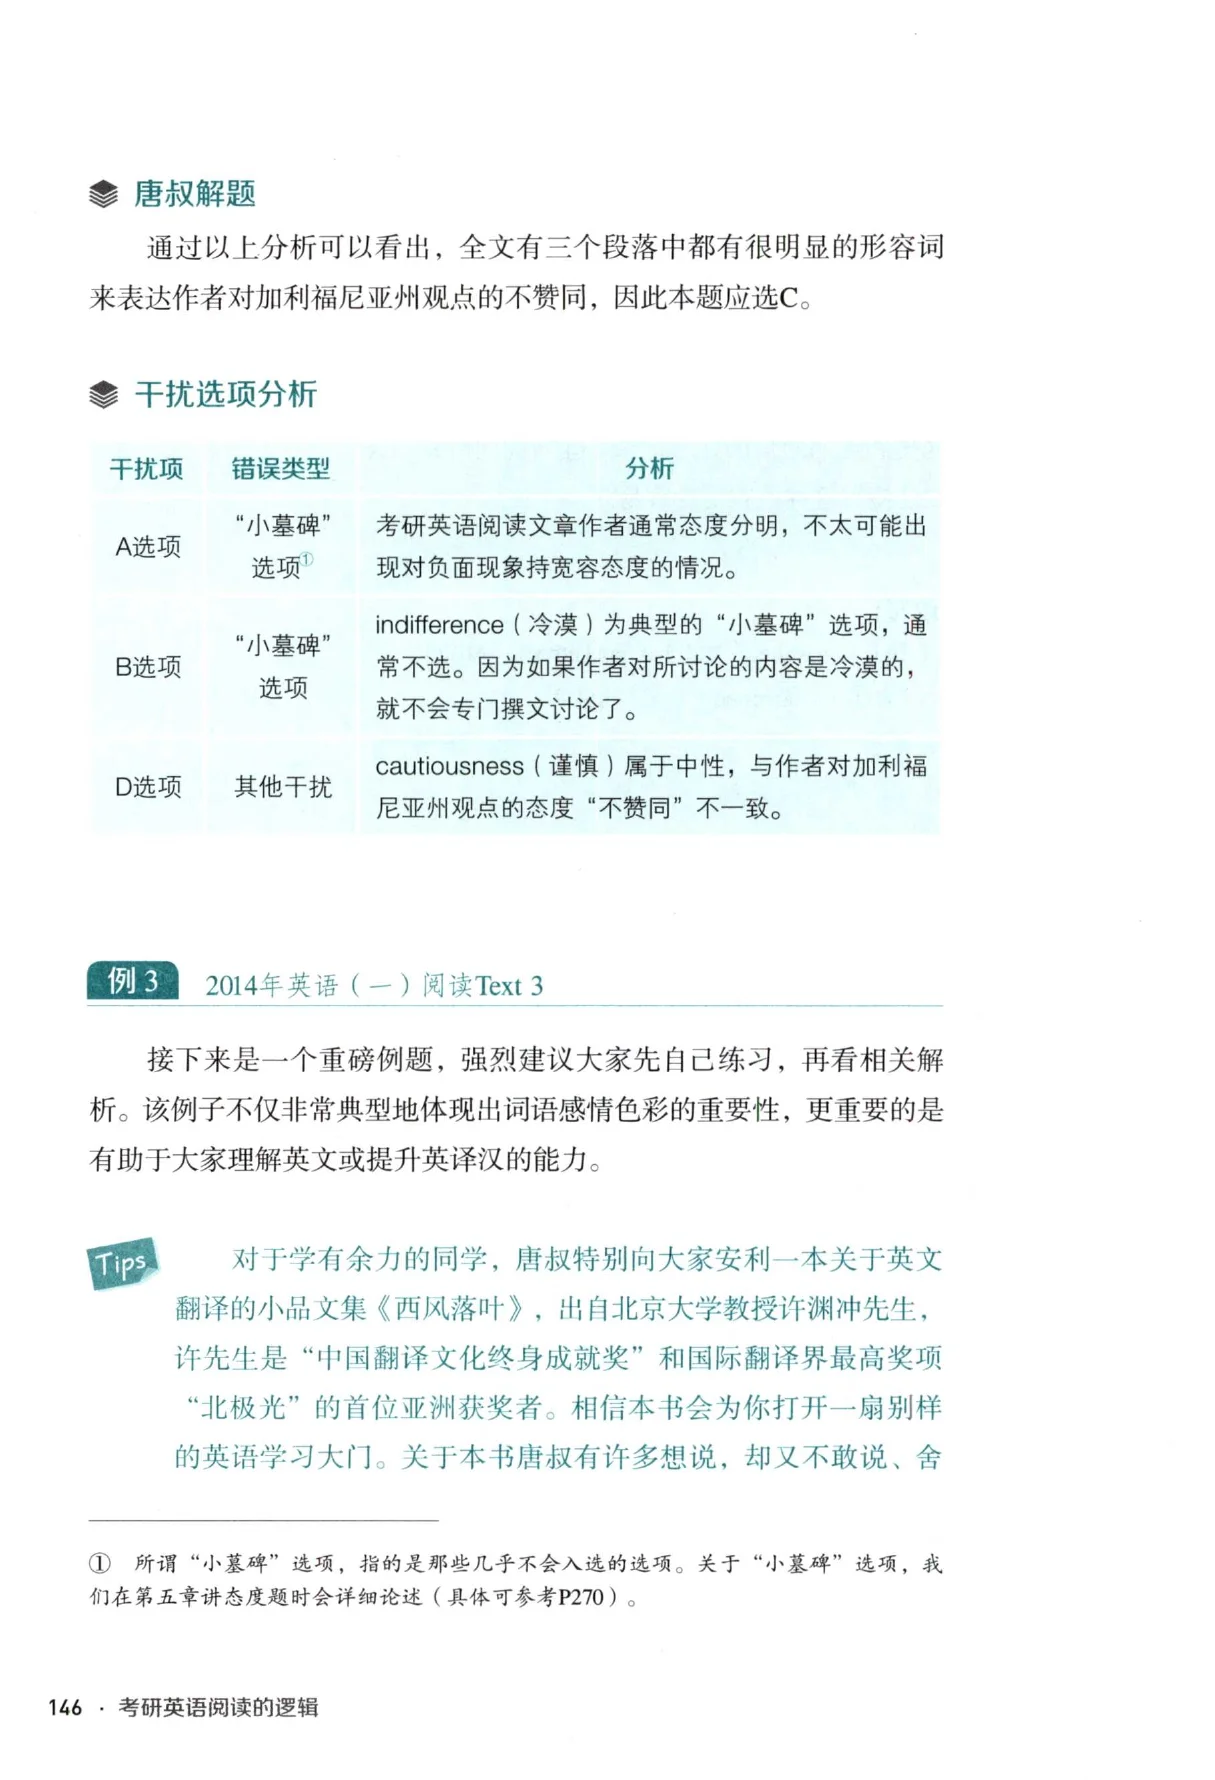 唐叔解题
通过以上分析可以看出，全文有三个段落中都有很明显的形容词
来表达作者对加利福尼亚州观点的不赞同，因此本题应选C。
干扰选项分析
干扰项 错误类型 分析
A选项
“小墓碑”
选项①
考研英语阅读文章作者通常态度分明，不太可能出
现对负面现象持宽容态度的情况。
B选项
“小墓碑”
选项
indifference（冷漠）为典型的“小墓碑”选项，通
常不选。因为如果作者对所讨论的内容是冷漠的，
就不会专门撰文讨论了。
D选项
其他干扰
cautiousness（谨慎）属于中性，与作者对加利福
尼亚州观点的态度“不赞同”不一致。
例 3 2014年英语（一）阅读Text 3
接下来是一个重磅例题，强烈建议大家先自己练习，再看相关解
析。该例子不仅非常典型地体现出词语感情色彩的重要性，更重要的是
有助于大家理解英文或提升英译汉的能力。
Tips
对于学有余力的同学，唐叔特别向大家安利一本关于英文
翻译的小品文集《西风落叶》，出自北京大学教授许渊冲先生，
许先生是“中国翻译文化终身成就奖”和国际翻译界最高奖项
“北极光”的首位亚洲获奖者。相信本书会为你打开一扇别样
的英语学习大门。关于本书唐叔有许多想说，却又不敢说、舍
① 所谓“小墓碑”选项，指的是那些几乎不会入选的选项。关于“小墓碑”选项，我
们在第五章讲态度题时会详细论述（具体可参考P270）。
146 · 考研英语阅读的逻辑